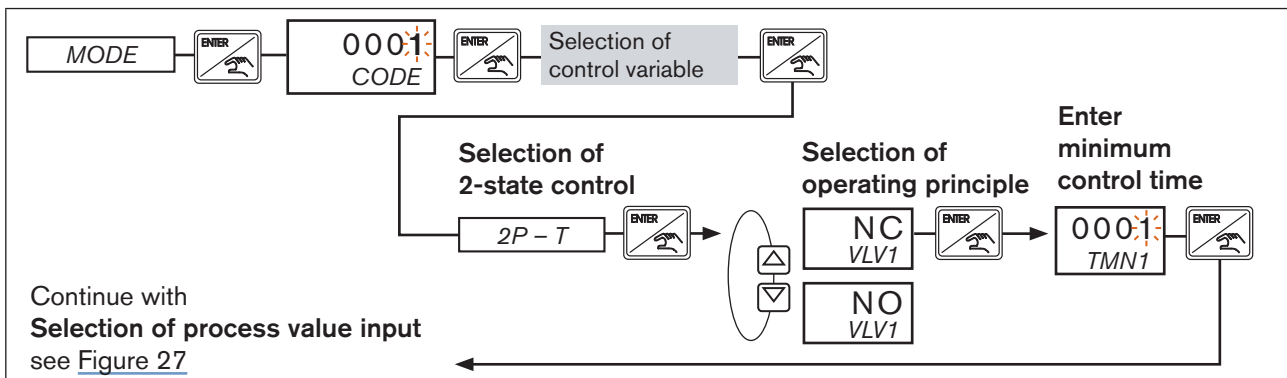 MODE
ENTER
0001
CODE
ENTER
Selection of
control variable
ENTER
Selection of
2-state control
2P – T
ENTER
Selection of
operating principle
NC
VLV1
NO
VLV1
ENTER
Enter
minimum
control time
0001
TMN1
ENTER
Continue with
Selection of process value input
see Figure 27